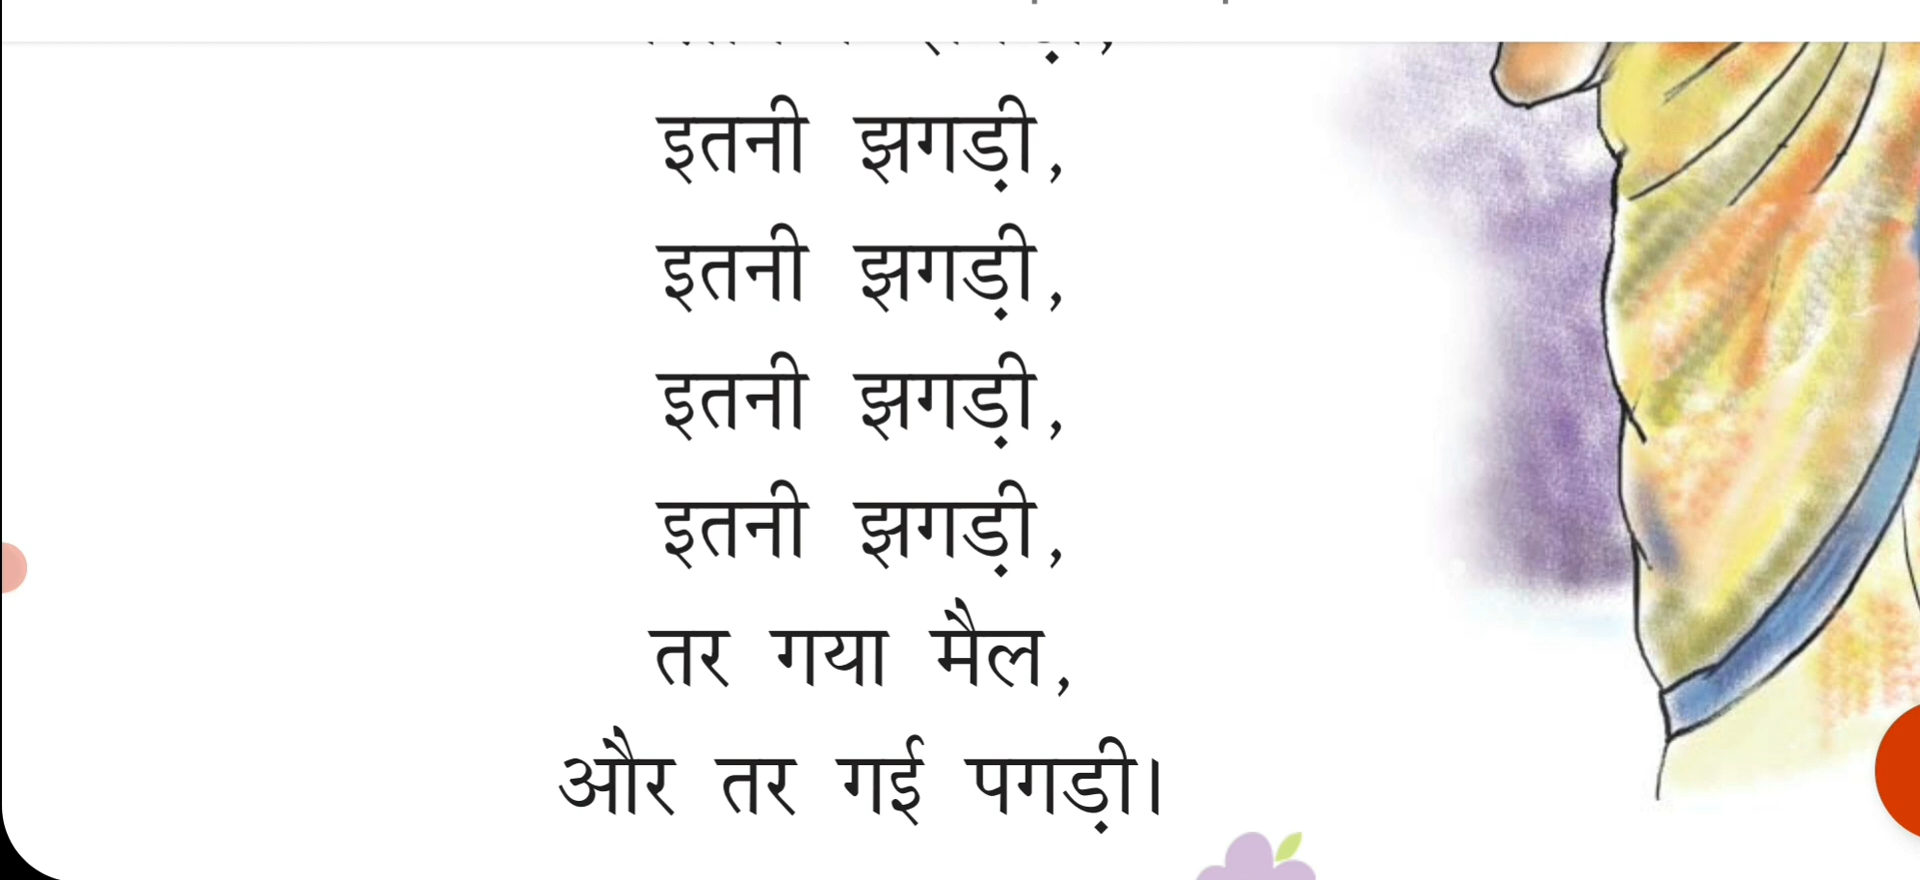 इतनी झगड़ी,
इतनी झगड़ी,
इतनी झगड़ी,
इतनी झगड़ी,
तर गया मैल,
और तर गई पगड़ी।